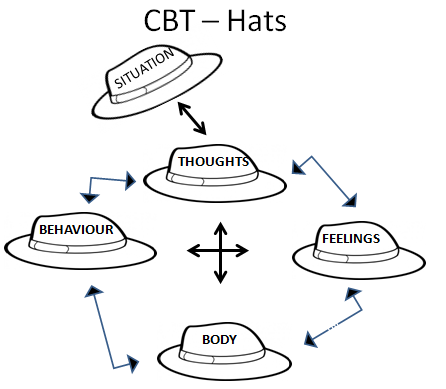 CBT – Hats
SITUATION
THOUGHTS
BEHAVIOUR
FEELINGS
BODY